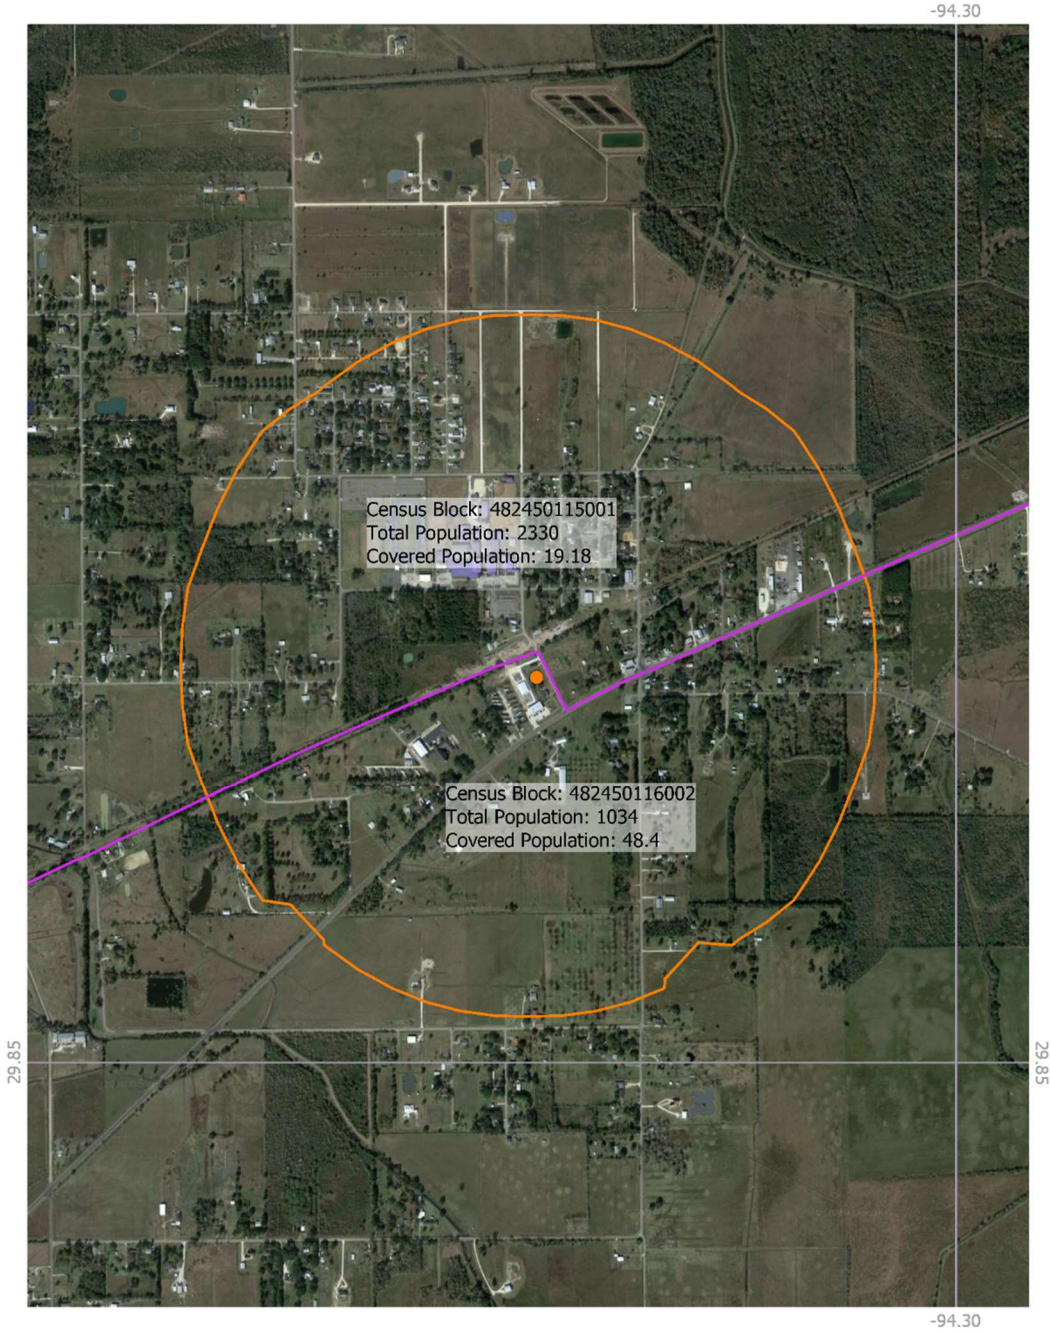 -94.30
Census Block: 482450115001
Total Population: 2330
Covered Population: 19.18
Census Block: 482450116002
Total Population: 1034
Covered Population: 48.4
29.85
29.85
-94.30